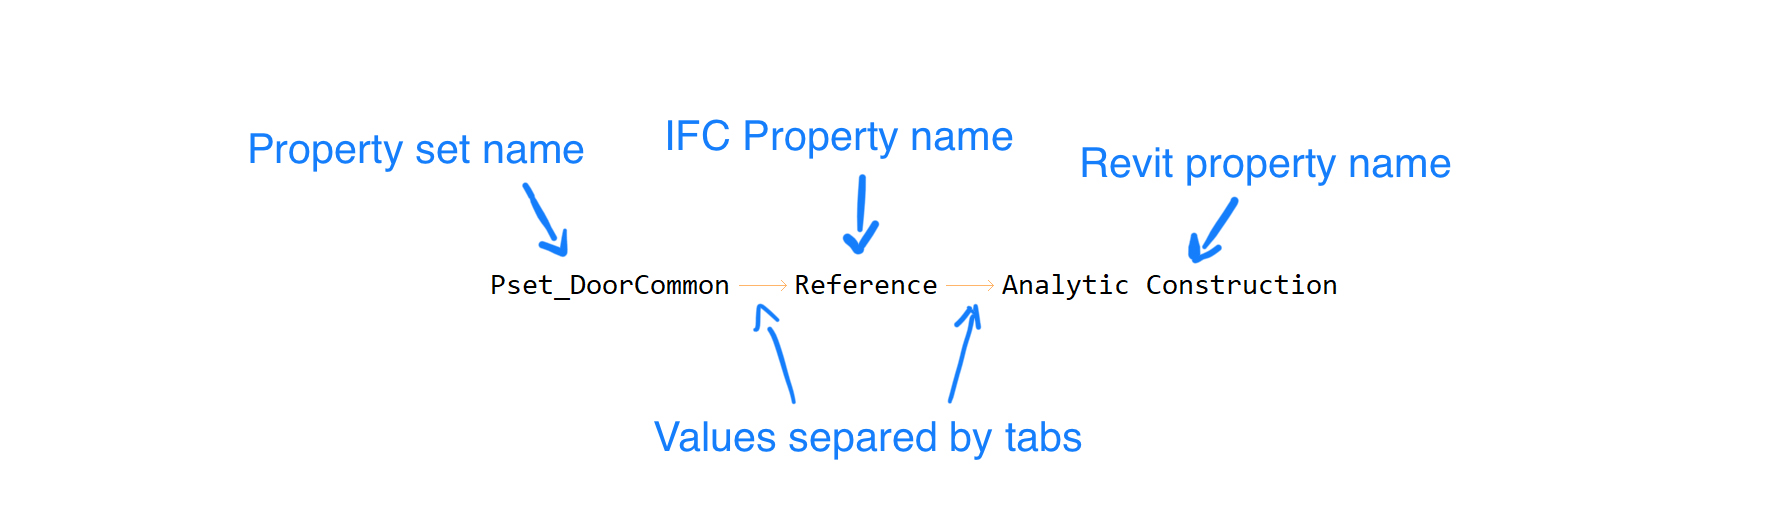 Property set name
IFC Property name
Revit property name
Pset_DoorCommon Reference Analytic Construction
Values separed by tabs